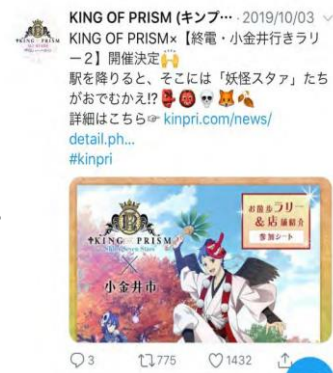 KING OF PRISM (キンプ… · 2019/10/03
KING OF PRISM×【終電・小金井行きラリ
ー2】開催決定🙌
駅を降りると、そこには「妖怪スタァ」たち
がおでむかえ!?👺👹💀🦊🍂
詳細はこちら☞ kinpri.com/news/
detail.ph...
#kinpri
KING OF PRISM
×
小金井市
お散歩ラリー
&店舗紹介
参加シート
3 775 1432